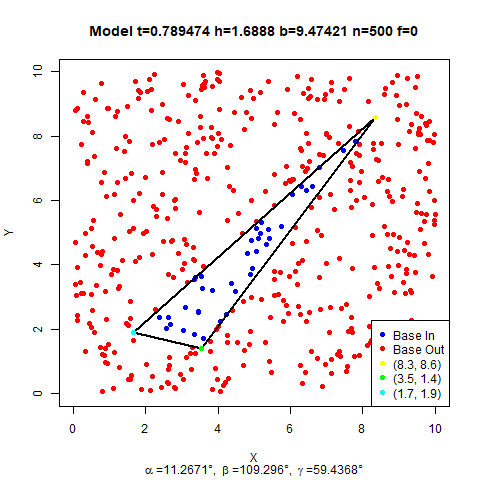 Model t=0.789474 h=1.6888 b=9.47421 n=500 f=0
10
8
6
4
2
0
Y
Base In
Base Out
(8.3, 8.6)
(3.5, 1.4)
(1.7, 1.9)
0 2 4 6 8 10
X
α=11.2671°, β=109.296°, γ=59.4368°